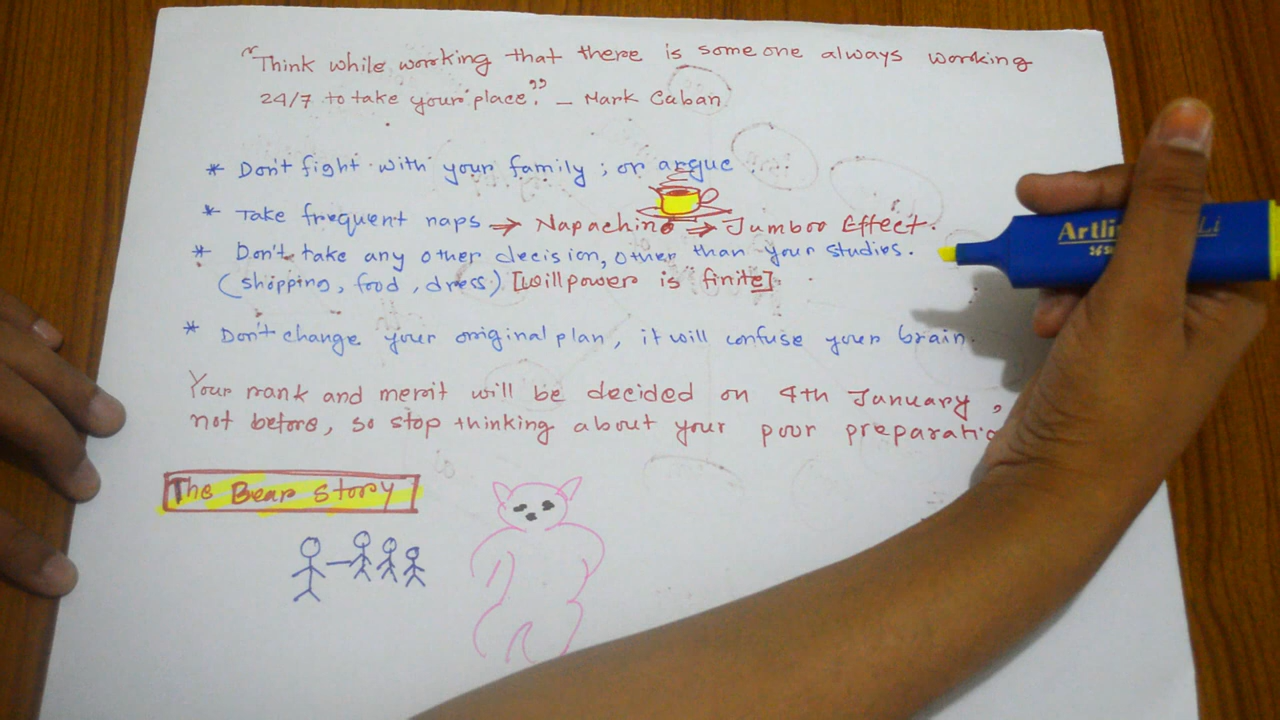 "Think while working that there is someone always working
24/7 to take your place." – Mark Caban
* Don't fight with your family ; or argue
* Take frequent naps → Napachino → Jumboo Effect.
* Don't take any other decision, other than your studies.
(shopping, food, dress) [willpower is finite].
* Don't change your original plan, it will confuse your brain.
Your rank and merit will be decided on 4th January,
not before, so stop thinking about your poor
The Bear Story